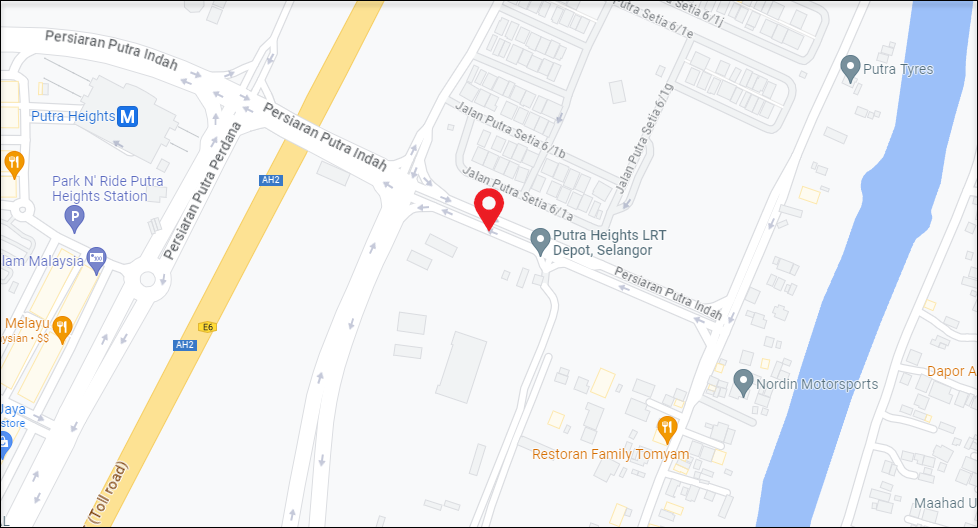 Persiaran Putra Indah
Putra Setia 6/1e
Putra Setia 6/1j
Putra Tyres
Putra Heights
M
Persiaran Putra Indah
Jalan Putra Setia 6/1b
Jalan Putra Setia 6/1g
Persiaran Putra Perdana
Park N' Ride Putra
Heights Station
P
AH2
Jalan Putra Setia 6/1a
Putra Heights LRT
Depot, Selangor
lam Malaysia
Persiaran Putra Indah
Melayu
ysian • $$
E6
AH2
Dapor A
Nordin Motorsports
Jaya
store
Restoran Family Tomyam
(Toll road)
Maahad U